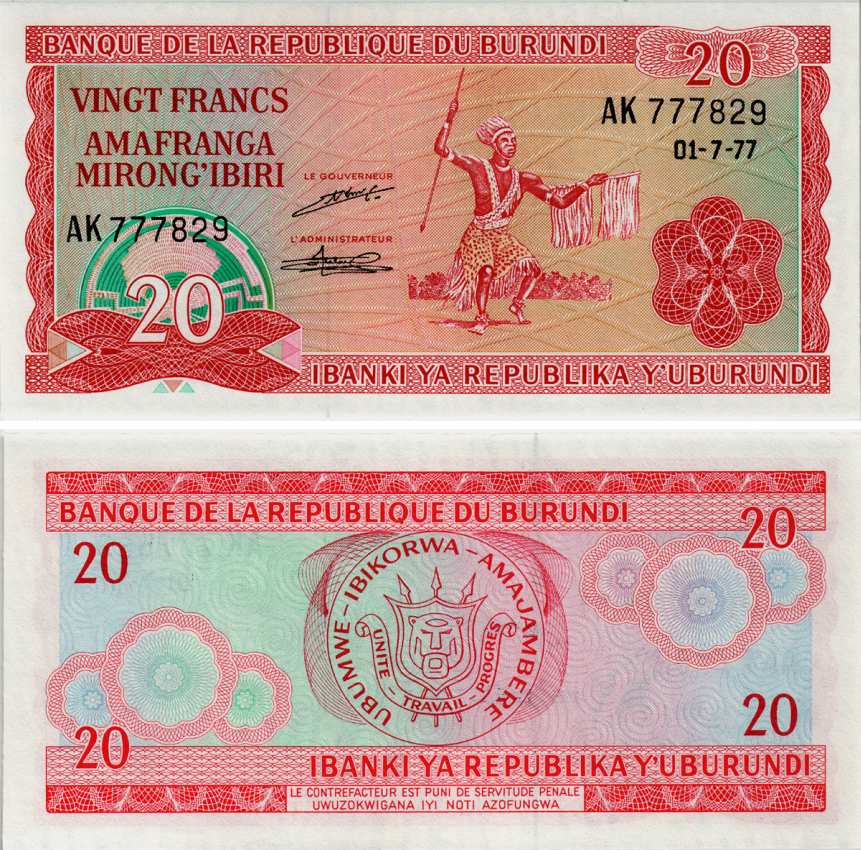 BANQUE DE LA REPUBLIQUE DU BURUNDI
20
VINGT FRANCS
AMAFRANGA
MIRONG'IBIRI
AK 777829
01-7-77
LE GOUVERNEUR
L'ADMINISTRATEUR
AK 777829
20
IBANKI YA REPUBLIKA Y'UBURUNDI
BANQUE DE LA REPUBLIQUE DU BURUNDI
20
20
UBUMWE - IBIKORWA - AMAJAMBERE
UNITE - TRAVAIL - PROGRES
20
20
IBANKI YA REPUBLIKA Y'UBURUNDI
LE CONTREFACTEUR EST PUNI DE SERVITUDE PENALE
UWUZOKWIGANA IYI NOTI AZOFUNGWA